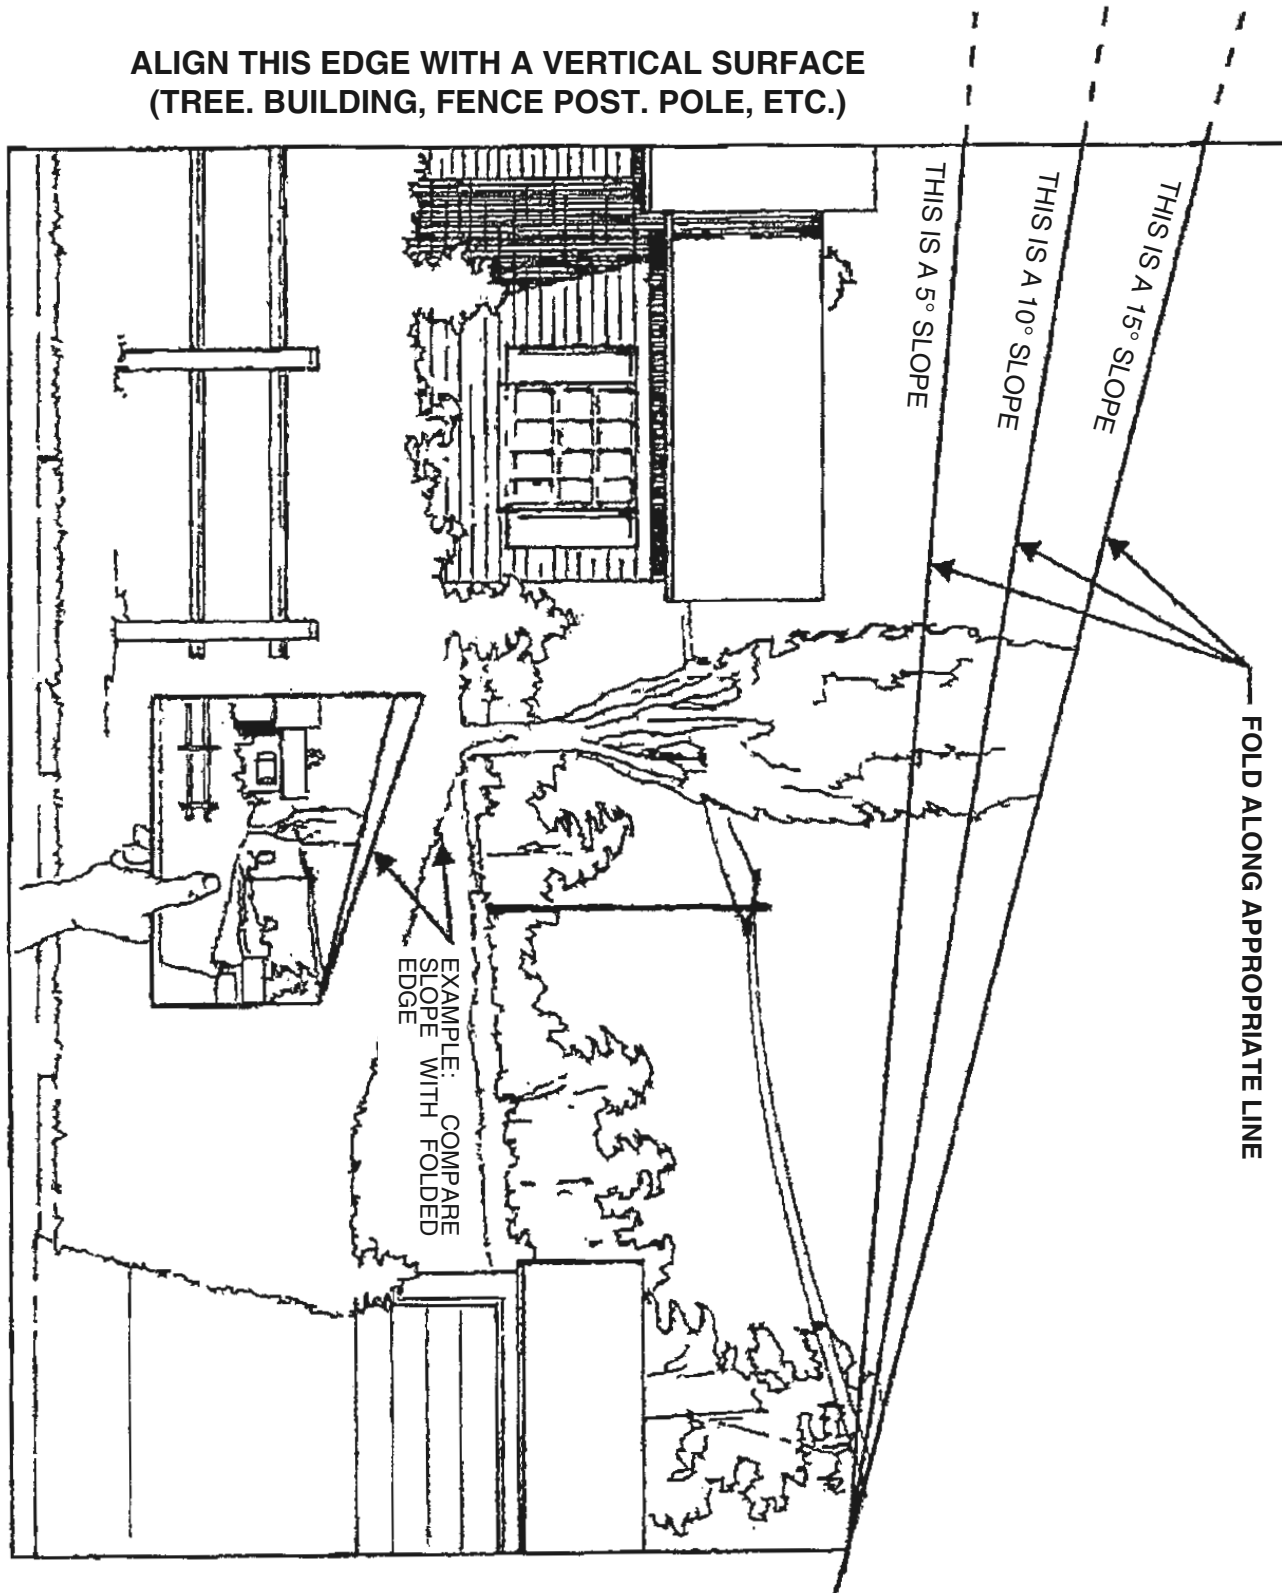 ALIGN THIS EDGE WITH A VERTICAL SURFACE
(TREE. BUILDING, FENCE POST. POLE, ETC.)
THIS IS A 5° SLOPE
THIS IS A 10° SLOPE
THIS IS A 15° SLOPE
FOLD ALONG APPROPRIATE LINE
EXAMPLE: COMPARE
SLOPE WITH FOLDED
EDGE